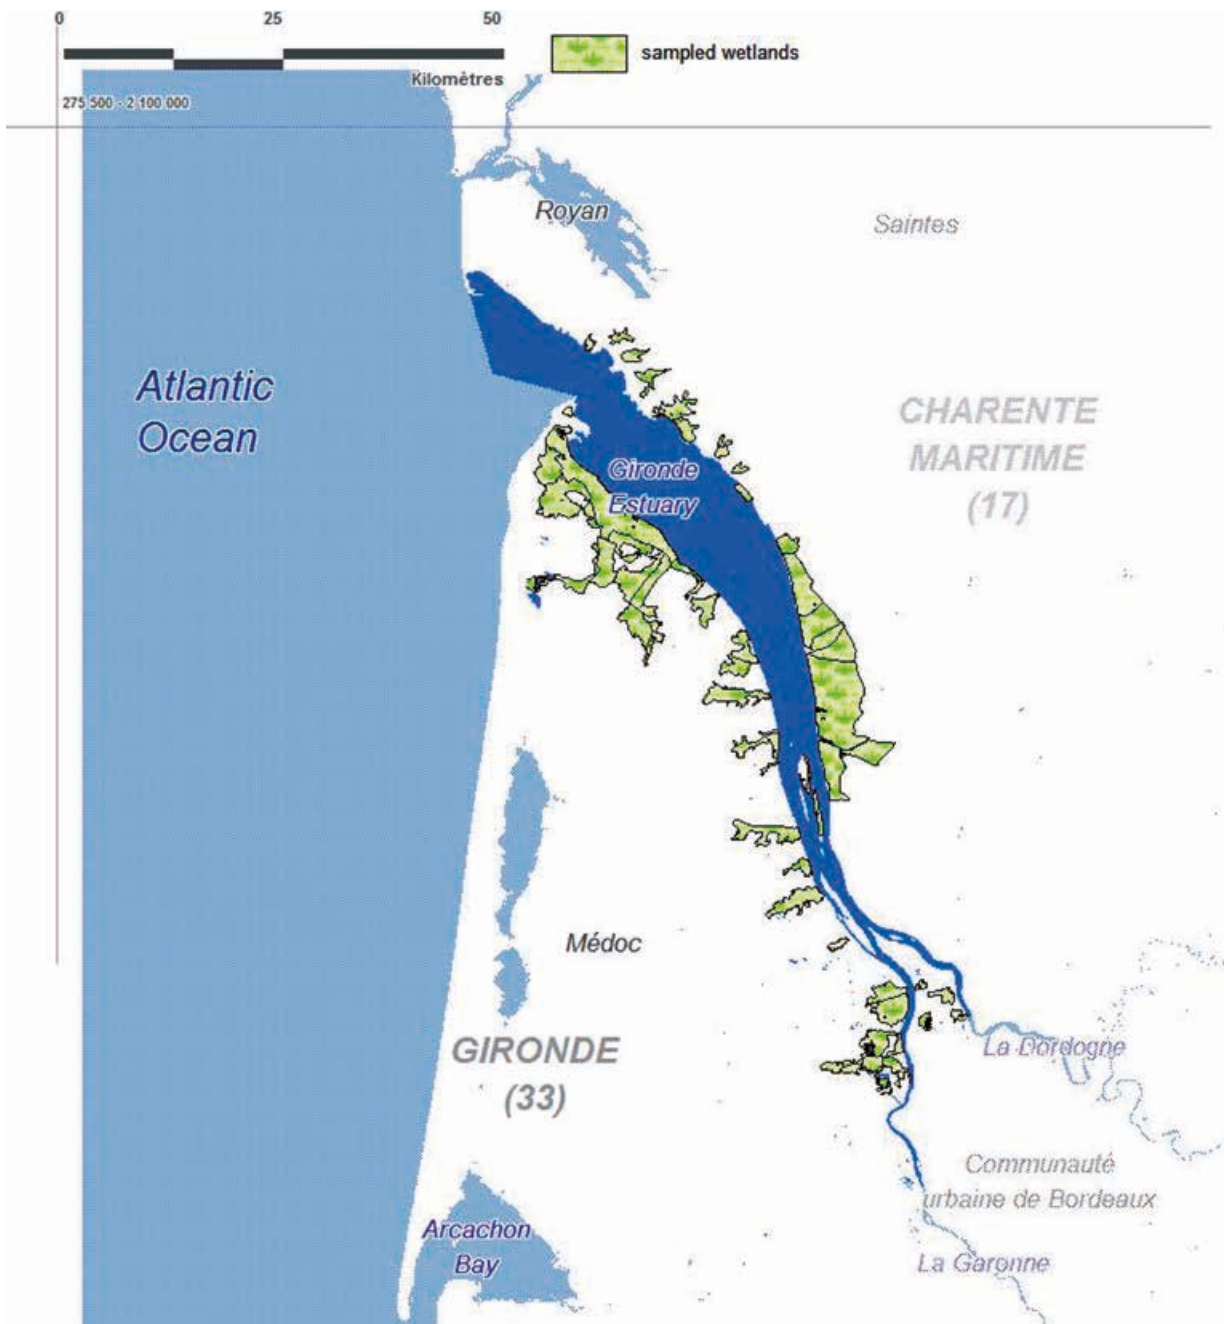 0 25 50
sampled wetlands
Kilomètres
275 500 - 2 100 000
Royan
Saintes
Atlantic
Ocean
CHARENTE
MARITIME
(17)
Gironde
Estuary
Médoc
GIRONDE
(33)
La Dordogne
Communauté
urbaine de Bordeaux
Arcachon
Bay
La Garonne